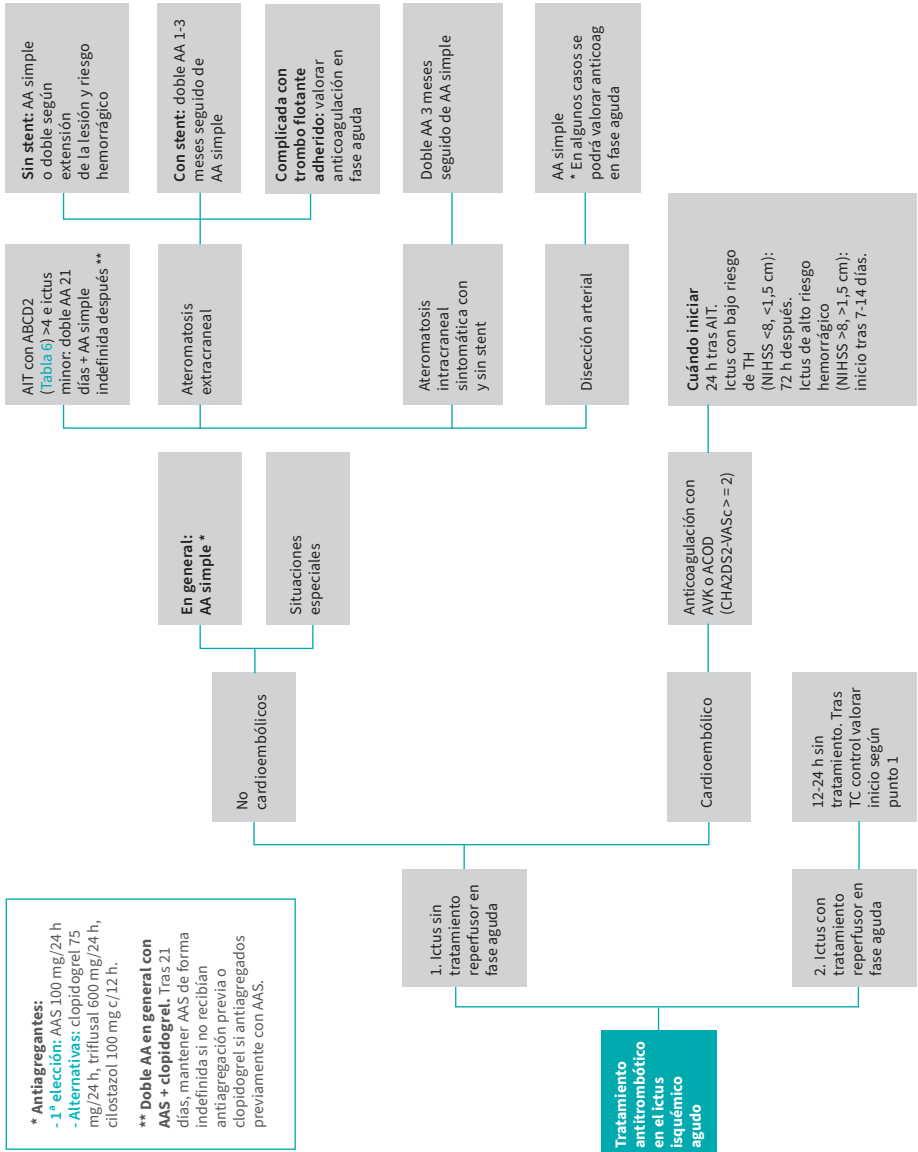 * Antiagregantes:
- 1ª elección: AAS 100 mg/24 h
- Alternativas: clopidogrel 75
mg/24 h, triflusal 600 mg/24 h,
cilostazol 100 mg c/12 h.
** Doble AA en general con
AAS + clopidogrel. Tras 21
días, mantener AAS de forma
indefinida si no recibían
antiagregación previa o
clopidogrel si antiagregados
previamente con AAS.
Tratamiento
antitrombótico
en el ictus
isquémico
agudo
1. Ictus sin
tratamiento
reperfusor en
fase aguda
No
cardioembólicos
En general:
AA simple *
Situaciones
especiales
AIT con ABCD2
(Tabla 6) >4 e ictus
minor: doble AA 21
días + AA simple
indefinida después **
Ateromatosis
extracraneal
Sin stent: AA simple
o doble según
extensión
de la lesión y riesgo
hemorrágico
Con stent: doble AA 1-3
meses seguido de
AA simple
Complicada con
trombo flotante
adherido: valorar
anticoagulación en
fase aguda
Ateromatosis
intracraneal
sintomática con
y sin stent
Doble AA 3 meses
seguido de AA simple
Disección arterial
AA simple
* En algunos casos se
podrá valorar anticoag
en fase aguda
Cardioembólico
Anticoagulación con
AVK o ACOD
(CHA2DS2-VASc > = 2)
Cuándo iniciar
24 h tras AIT.
Ictus con bajo riesgo
de TH
(NIHSS <8, <1,5 cm):
72 h después.
Ictus de alto riesgo
hemorrágico
(NIHSS >8, >1,5 cm):
inicio tras 7-14 días.
2. Ictus con
tratamiento
reperfusor en
fase aguda
12-24 h sin
tratamiento. Tras
TC control valorar
inicio según
punto 1